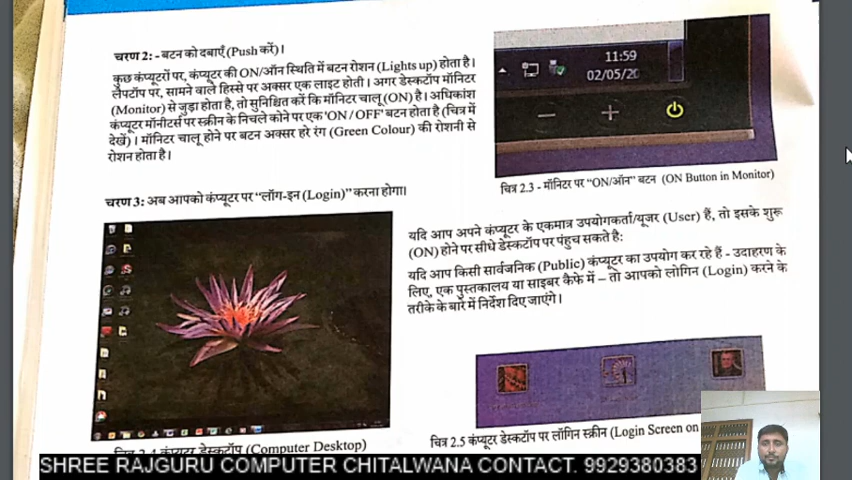 चरण 2: - बटन को दबाएँ (Push करें)।
कुछ कंप्यूटरों पर, कंप्यूटर की ON/ऑन स्थिति में बटन रोशन (Lights up) होता है।
लैपटॉप पर, सामने वाले हिस्से पर अक्सर एक लाइट होती। अगर डेस्कटॉप मॉनिटर
(Monitor) से जुड़ा होता है, तो सुनिश्चित करें कि मॉनिटर चालू (ON) है। अधिकांश
कंप्यूटर मॉनीटर्स पर स्क्रीन के निचले कोने पर एक 'ON / OFF' बटन होता है (चित्र में
देखें)। मॉनिटर चालू होने पर बटन अक्सर हरे रंग (Green Colour) की रोशनी से
रोशन होता है।
11:59
02/05/20
चित्र 2.3 - मॉनिटर पर "ON/ऑन" बटन (ON Button in Monitor)
चरण 3: अब आपको कंप्यूटर पर "लॉग-इन (Login)" करना होगा।
यदि आप अपने कंप्यूटर के एकमात्र उपयोगकर्ता/यूजर (User) हैं, तो इसके शुरू
(ON) होने पर सीधे डेस्कटॉप पर पंहुच सकते है:
यदि आप किसी सार्वजनिक (Public) कंप्यूटर का उपयोग कर रहे हैं - उदाहरण के
लिए, एक पुस्तकालय या साइबर कैफे में – तो आपको लोगिन (Login) करने के
तरीके के बारे में निर्देश दिए जाएंगे।
चित्र 2.4 कंप्यूटर डेस्कटॉप (Computer Desktop)
चित्र 2.5 कंप्यूटर डेस्कटॉप पर लॉगिन स्क्रीन (Login Screen on
SHREE RAJGURU COMPUTER CHITALWANA CONTACT. 9929380383